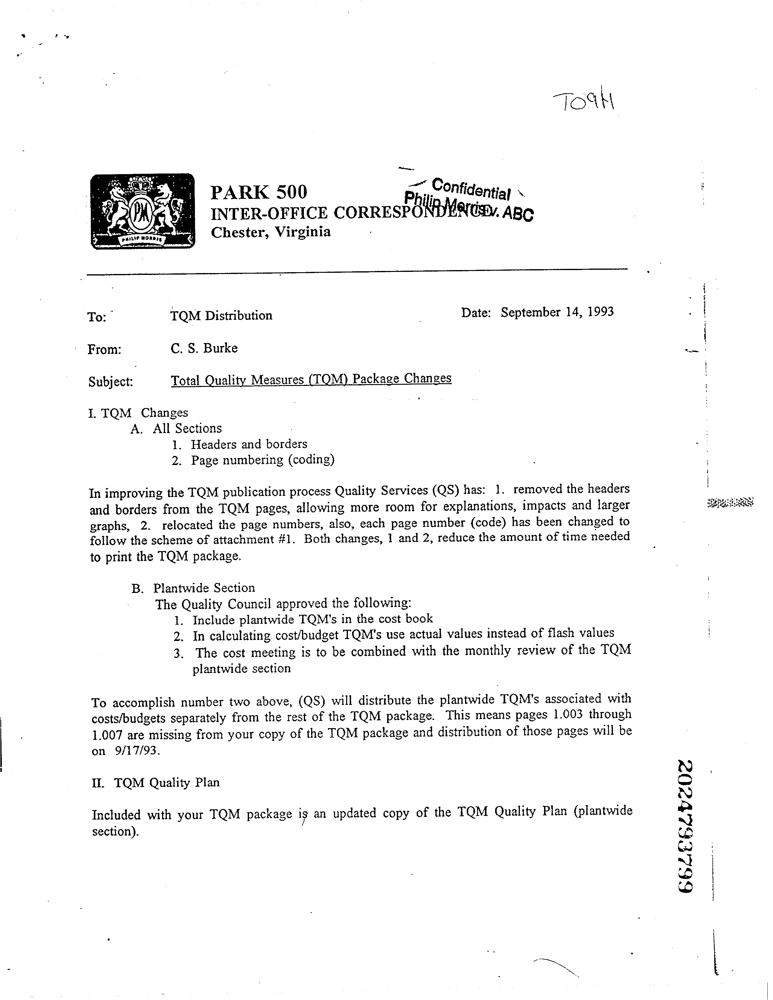 TO9H
PARK 500
Confidential
INTER-OFFICE CORRESPONDENCE
Philip Morris v. ABC
Chester, Virginia
PM
PHILIP MORRIS
To: TQM Distribution Date: September 14, 1993
From: C. S. Burke
Subject: Total Quality Measures (TQM) Package Changes
I. TQM Changes
A. All Sections
1. Headers and borders
2. Page numbering (coding)
In improving the TQM publication process Quality Services (QS) has: 1. removed the headers
and borders from the TQM pages, allowing more room for explanations, impacts and larger
graphs, 2. relocated the page numbers, also, each page number (code) has been changed to
follow the scheme of attachment #1. Both changes, 1 and 2, reduce the amount of time needed
to print the TQM package.
B. Plantwide Section
The Quality Council approved the following:
1. Include plantwide TQM's in the cost book
2. In calculating cost/budget TQM's use actual values instead of flash values
3. The cost meeting is to be combined with the monthly review of the TQM
plantwide section
To accomplish number two above, (QS) will distribute the plantwide TQM's associated with
costs/budgets separately from the rest of the TQM package. This means pages 1.003 through
1.007 are missing from your copy of the TQM package and distribution of those pages will be
on 9/17/93.
II. TQM Quality Plan
Included with your TQM package is an updated copy of the TQM Quality Plan (plantwide
section).
2024793799